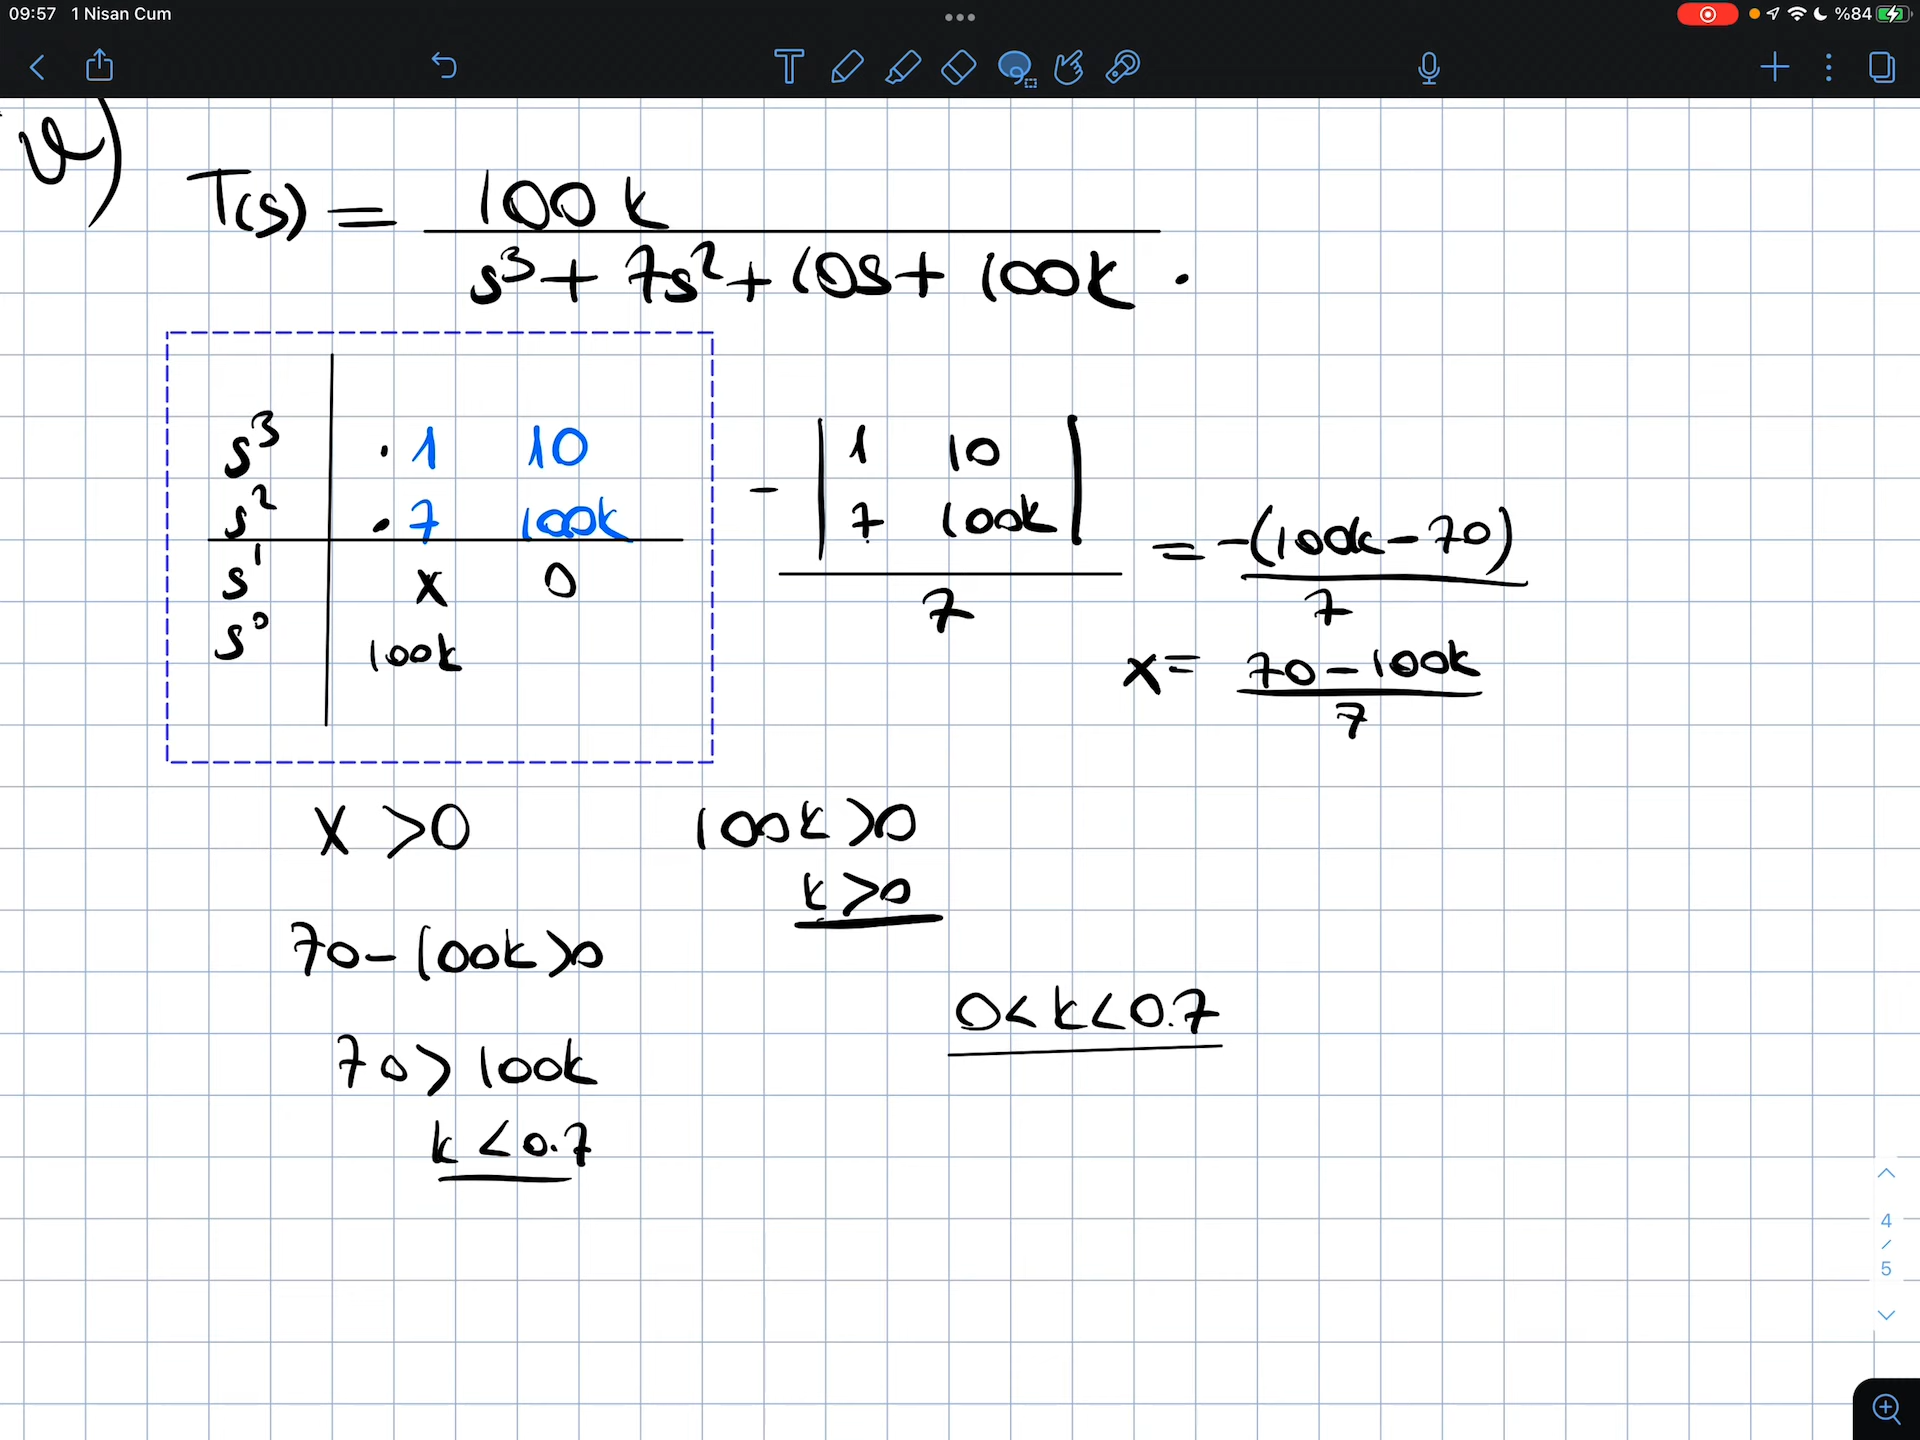 09:57 1 Nisan Cum
%84
T
T(s) = 100k / s³ + 7s² + 10s + 100k .
s³ | . 1 10
s² | . 7 100k
s¹ | x 0
s⁰ | 100k
- | 1 10 |
| 7 100k |
7
= -(100k - 70) / 7
x = 70 - 100k / 7
x > 0
100k > 0
k > 0
70 - 100k > 0
0 < k < 0.7
70 > 100k
k < 0.7
4
/
5